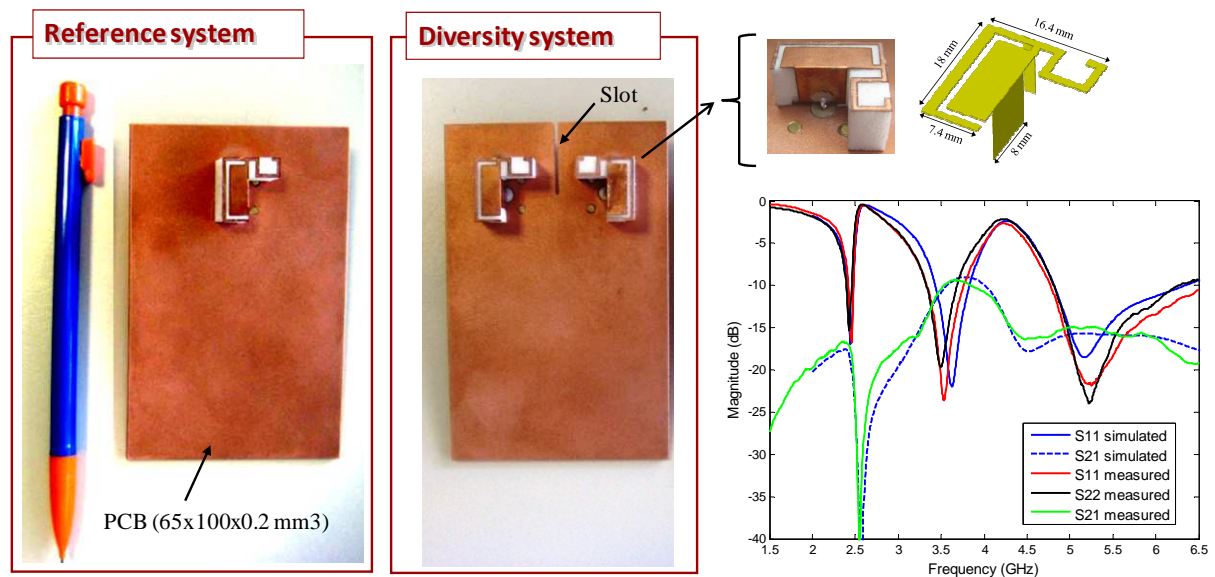 Reference system
Diversity system
Slot
PCB (65x100x0.2 mm3)
16.4 mm
18 mm
7.4 mm
8 mm
Magnitude (dB)
0
-5
-10
-15
-20
-25
-30
-35
-40
S11 simulated
S21 simulated
S11 measured
S22 measured
S21 measured
1.5 2 2.5 3 3.5 4 4.5 5 5.5 6 6.5
Frequency (GHz)